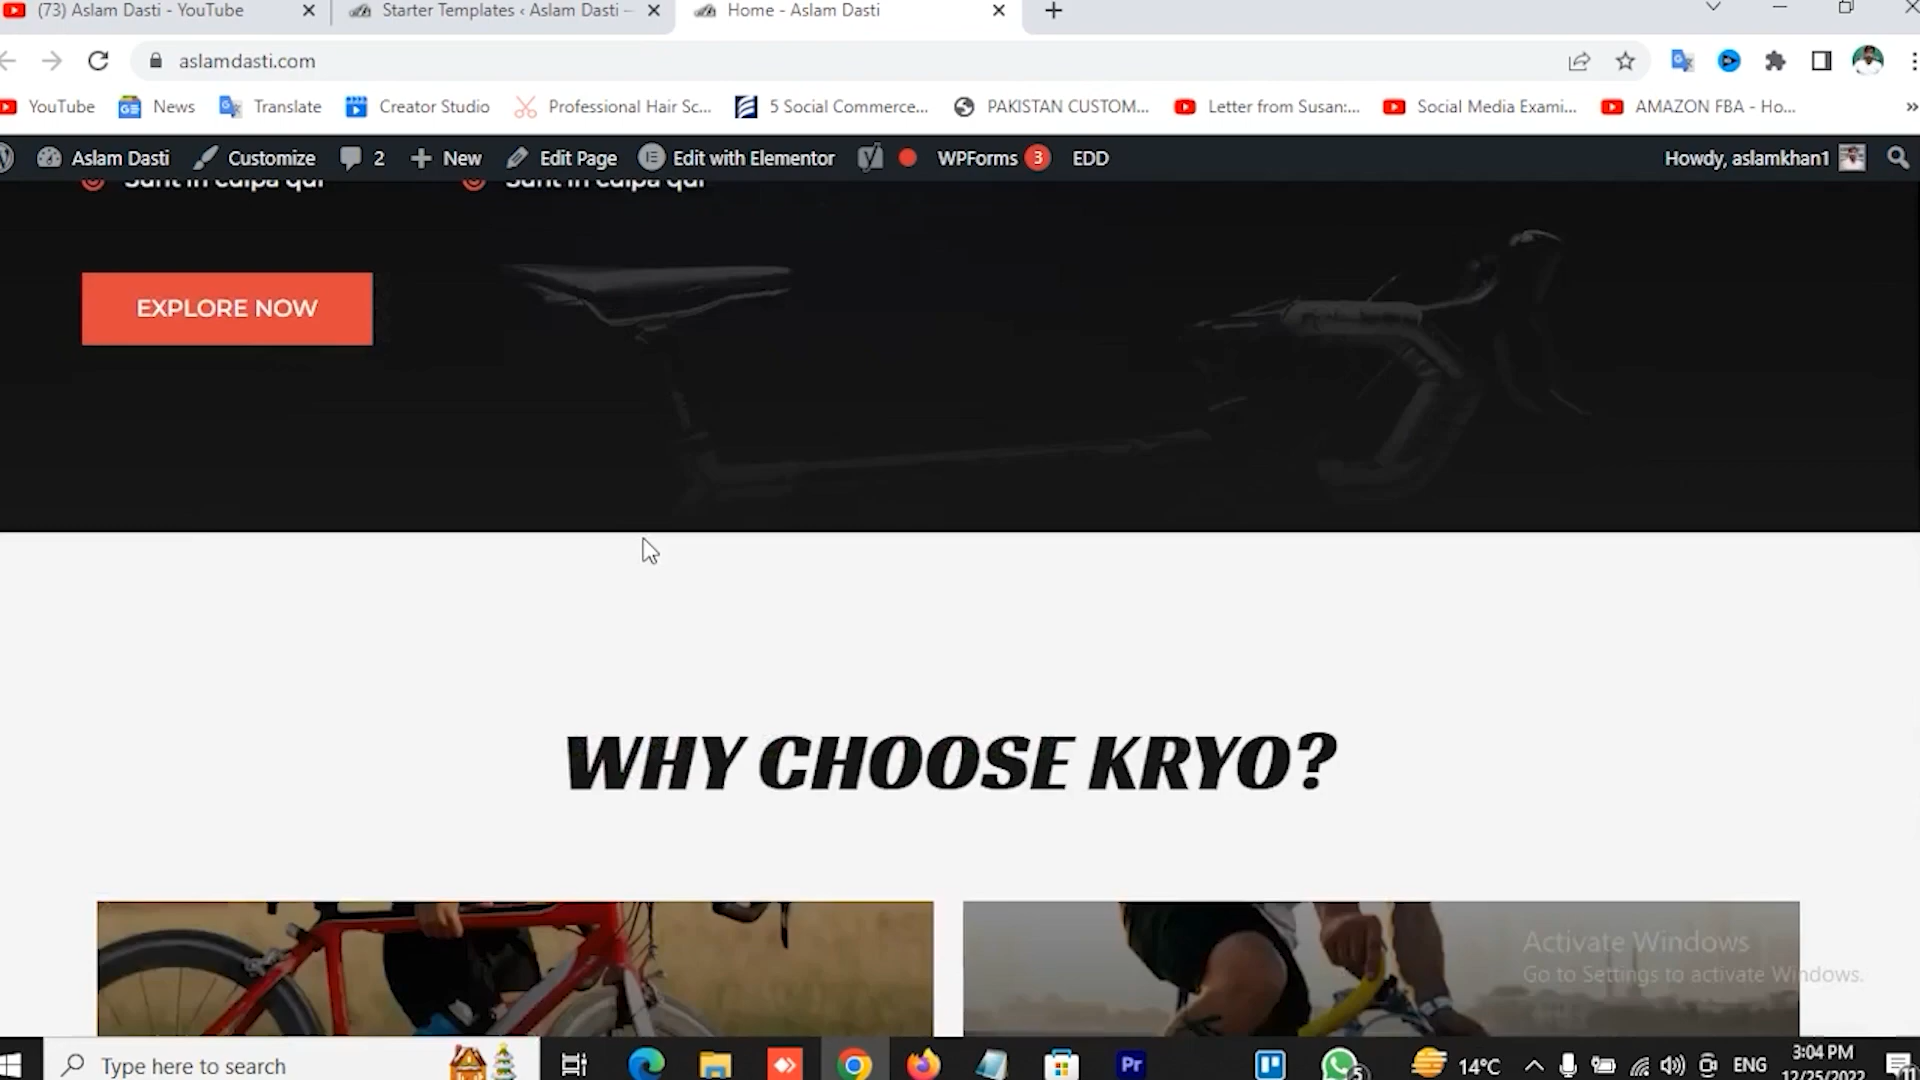 (73) Aslam Dasti - YouTube
Starter Templates ‹ Aslam Dasti –
Home - Aslam Dasti
aslamdasti.com
YouTube
News
Translate
Creator Studio
Professional Hair Sc...
5 Social Commerce...
PAKISTAN CUSTOM...
Letter from Susan:...
Social Media Exami...
AMAZON FBA - Ho...
»
Aslam Dasti
Customize
2
New
Edit Page
Edit with Elementor
WPForms 3
EDD
Howdy, aslamkhan1
Sunt in culpa qui
Sunt in culpa qui
EXPLORE NOW
WHY CHOOSE KRYO?
Activate Windows
Go to Settings to activate Windows.
Type here to search
Pr
5
14°C
ENG
3:04 PM
12/25/2022
11